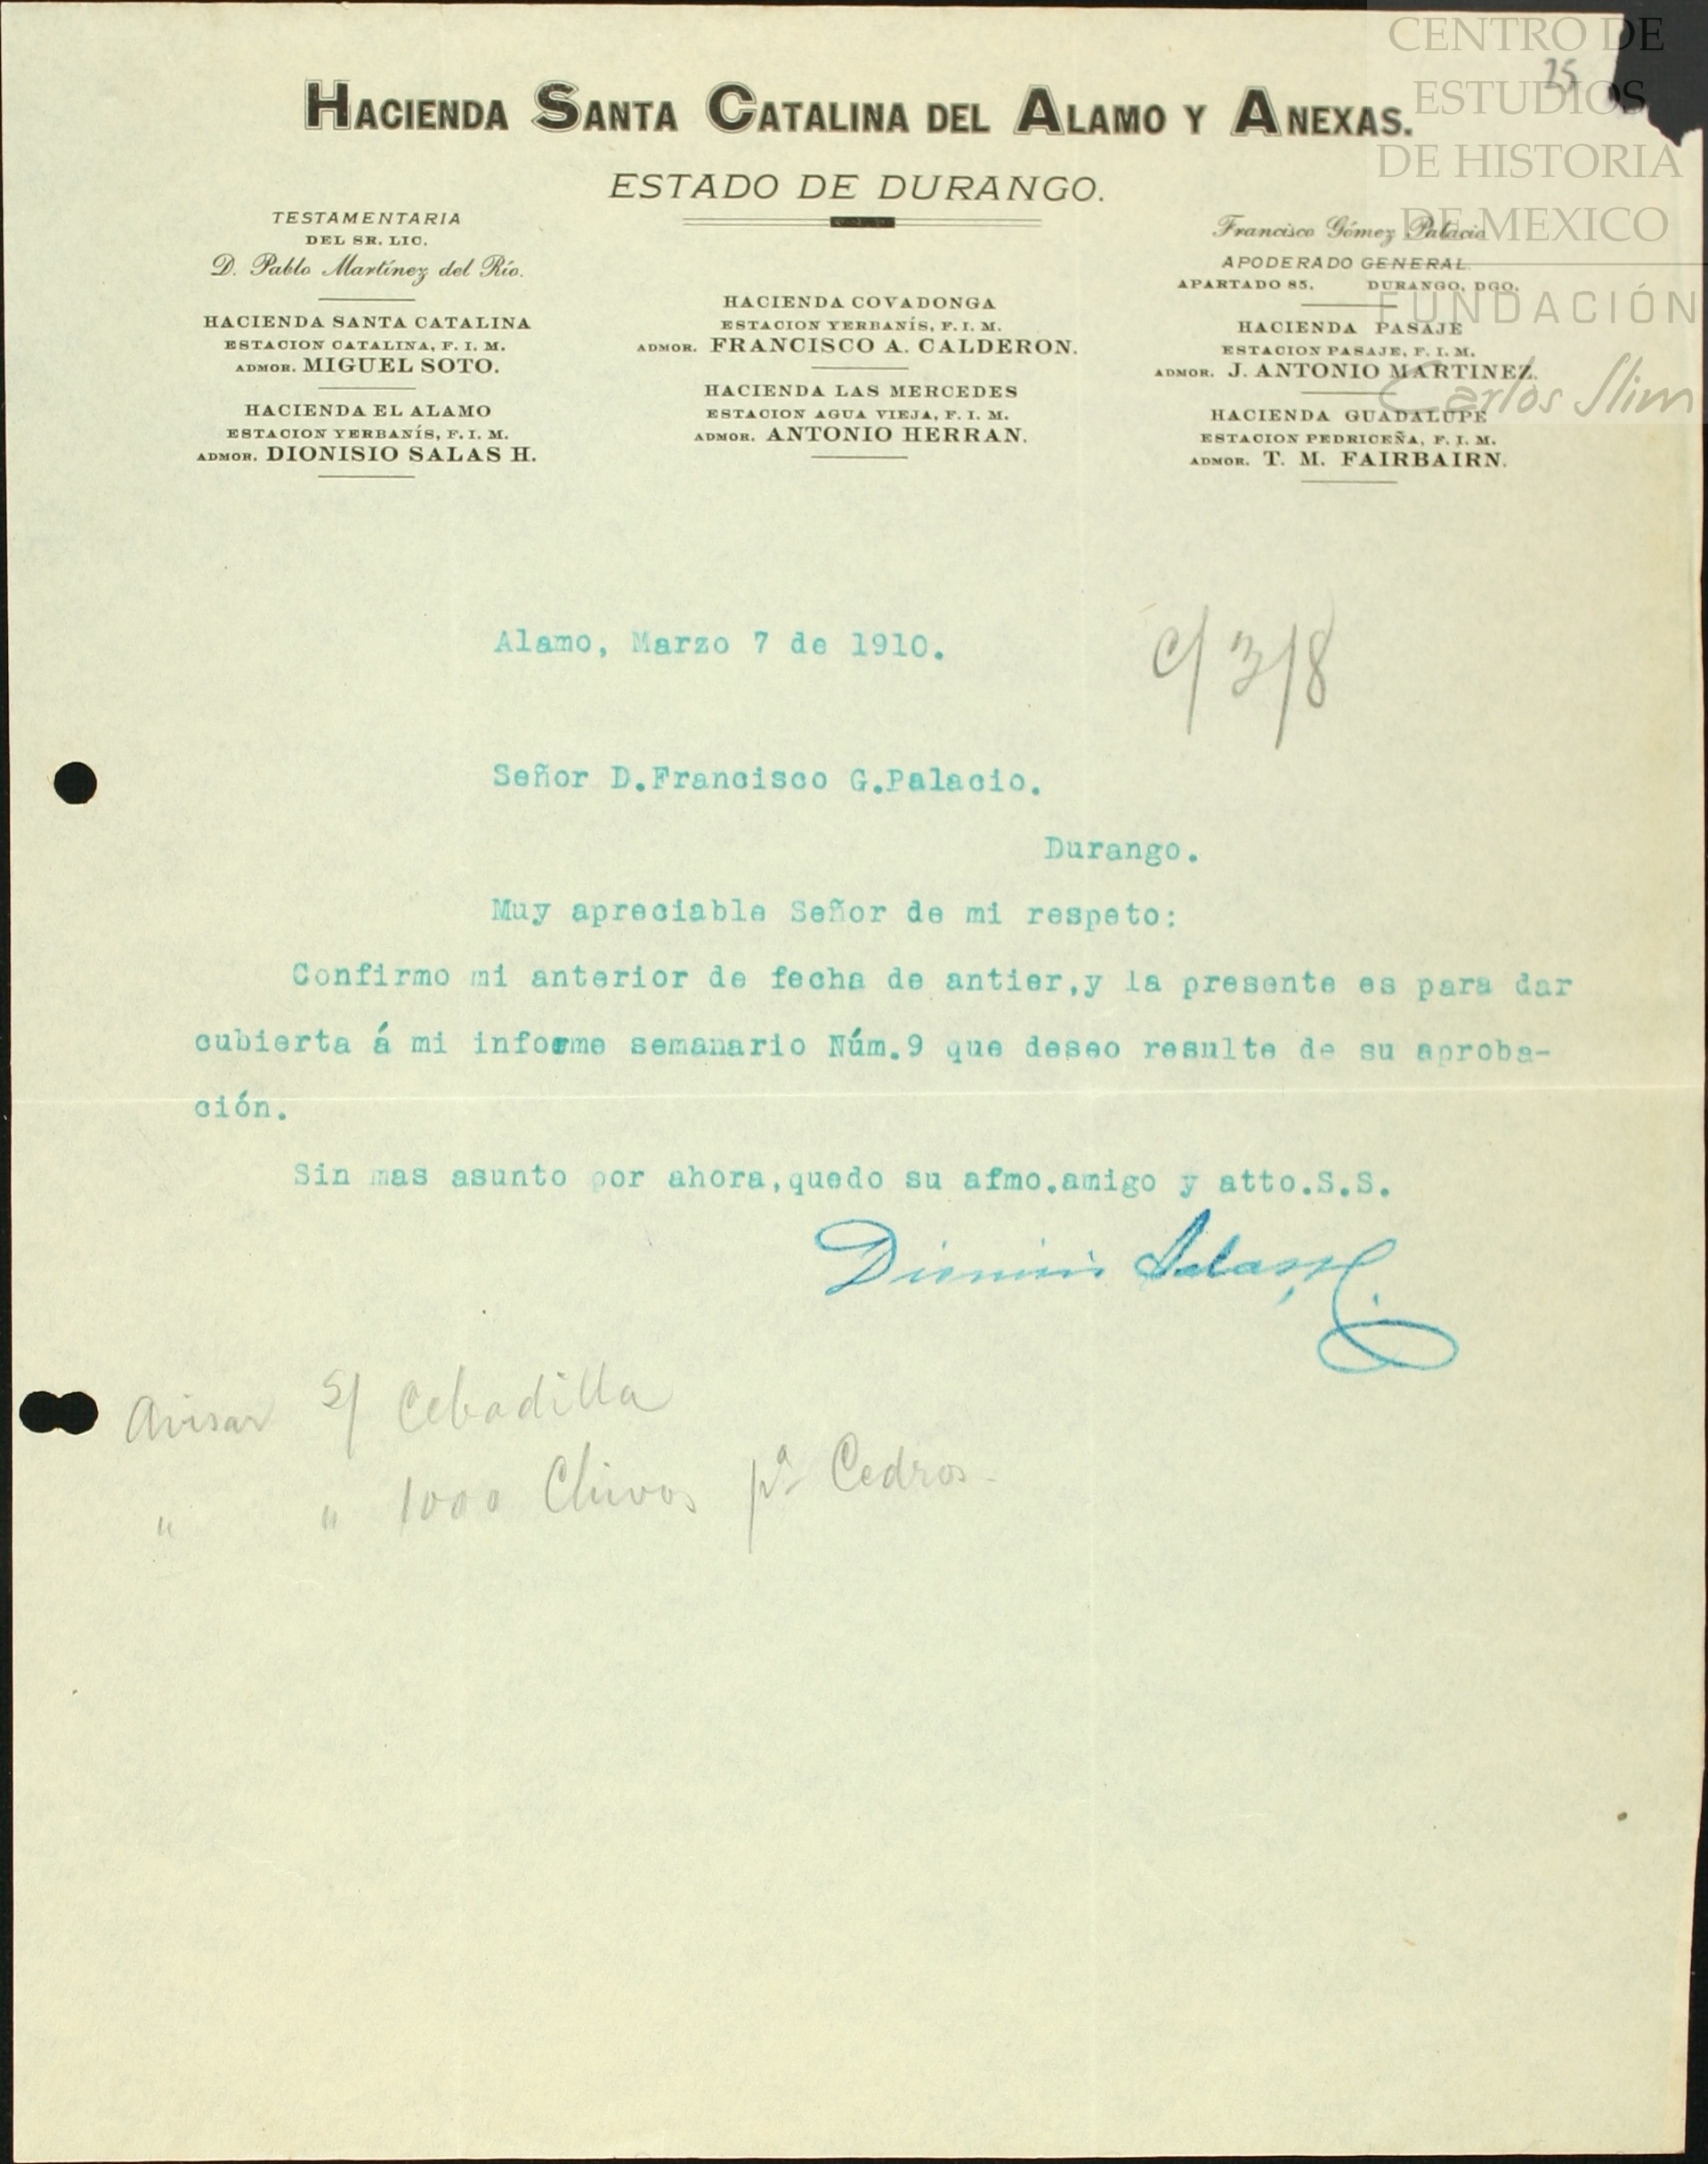 CENTRO DE
ESTUDIOS
DE HISTORIA
DE MEXICO
FUNDACIÓN
Carlos Slim
25
HACIENDA SANTA CATALINA DEL ALAMO Y ANEXAS.
ESTADO DE DURANGO.
TESTAMENTARIA
DEL SR. LIC.
D. Pablo Martínez del Río.
HACIENDA SANTA CATALINA
ESTACION CATALINA, F. I. M.
ADMOR. MIGUEL SOTO.
HACIENDA EL ALAMO
ESTACION YERBANÍS, F. I. M.
ADMOR. DIONISIO SALAS H.
HACIENDA COVADONGA
ESTACION YERBANÍS, F. I. M.
ADMOR. FRANCISCO A. CALDERON.
HACIENDA LAS MERCEDES
ESTACION AGUA VIEJA, F. I. M.
ADMOR. ANTONIO HERRAN.
Francisco Gómez Palacio
APODERADO GENERAL.
APARTADO 85. DURANGO, DGO.
HACIENDA PASAJE
ESTACION PASAJE, F. I. M.
ADMOR. J. ANTONIO MARTINEZ.
HACIENDA GUADALUPE
ESTACION PEDRICEÑA, F. I. M.
ADMOR. T. M. FAIRBAIRN.
Alamo, Marzo 7 de 1910.
c/ 3/8
Señor D.Francisco G.Palacio.
Durango.
Muy apreciable Señor de mi respeto:
Confirmo mi anterior de fecha de antier,y la presente es para dar
cubierta á mi informe semanario Núm.9 que deseo resulte de su aproba-
ción.
Sin mas asunto por ahora,quedo su afmo.amigo y atto.S.S.
Dionisio Salas H.
Avisar s/ Cebadilla
" " 1000 Chivos pa Cedros-